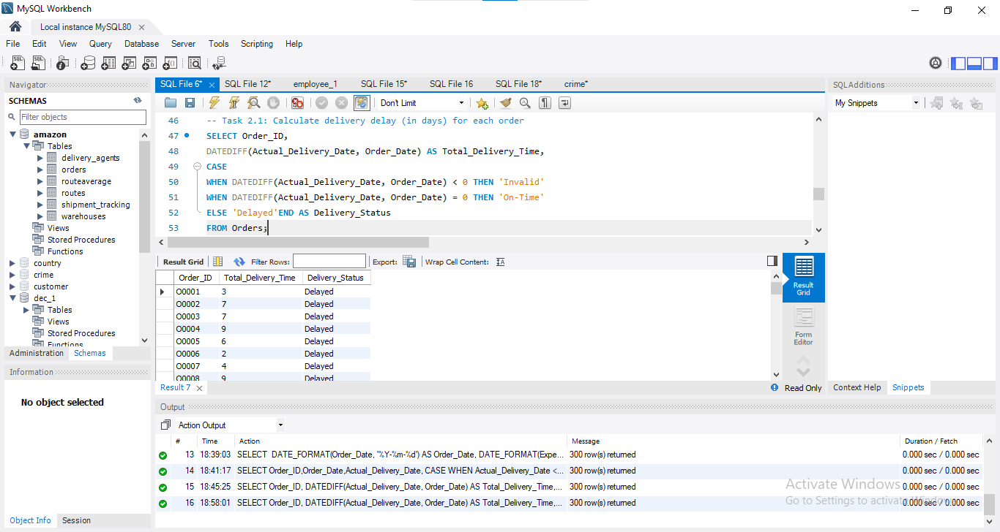 MySQL Workbench
Local instance MySQL80
File Edit View Query Database Server Tools Scripting Help
Navigator
SCHEMAS
Filter objects
amazon
Tables
delivery_agents
orders
routeaverage
routes
shipment_tracking
warehouses
Views
Stored Procedures
Functions
country
crime
customer
dec_1
Tables
Views
Stored Procedures
Functions
Administration Schemas
Information
No object selected
Object Info Session
SQL File 6* SQL File 12* employee_1 SQL File 15* SQL File 16 SQL File 18* crime*
Don't Limit
46 -- Task 2.1: Calculate delivery delay (in days) for each order
47 SELECT Order_ID,
48 DATEDIFF(Actual_Delivery_Date, Order_Date) AS Total_Delivery_Time,
49 CASE
50 WHEN DATEDIFF(Actual_Delivery_Date, Order_Date) < 0 THEN 'Invalid'
51 WHEN DATEDIFF(Actual_Delivery_Date, Order_Date) = 0 THEN 'On-Time'
52 ELSE 'Delayed'END AS Delivery_Status
53 FROM Orders;
Result Grid Filter Rows: Export: Wrap Cell Content:
Order_ID Total_Delivery_Time Delivery_Status
O0001 3 Delayed
O0002 7 Delayed
O0003 7 Delayed
O0004 9 Delayed
O0005 6 Delayed
O0006 2 Delayed
O0007 4 Delayed
O0008 9 Delayed
Result Grid
Form Editor
Result 7 Read Only
SQLAdditions
My Snippets
Context Help Snippets
Output
Action Output
# Time Action Message Duration / Fetch
13 18:39:03 SELECT DATE_FORMAT(Order_Date, '%Y-%m-%d') AS Order_Date, DATE_FORMAT(Expe... 300 row(s) returned 0.000 sec / 0.000 sec
14 18:41:17 SELECT Order_ID,Order_Date,Actual_Delivery_Date, CASE WHEN Actual_Delivery_Date <... 300 row(s) returned 0.000 sec / 0.000 sec
15 18:45:25 SELECT Order_ID, DATEDIFF(Actual_Delivery_Date, Order_Date) AS Total_Delivery_Time,... 300 row(s) returned 0.000 sec / 0.000 sec
16 18:58:01 SELECT Order_ID, DATEDIFF(Actual_Delivery_Date, Order_Date) AS Total_Delivery_Time,... 300 row(s) returned 0.000 sec / 0.000 sec
Activate Windows
Go to Settings to activate Windows.